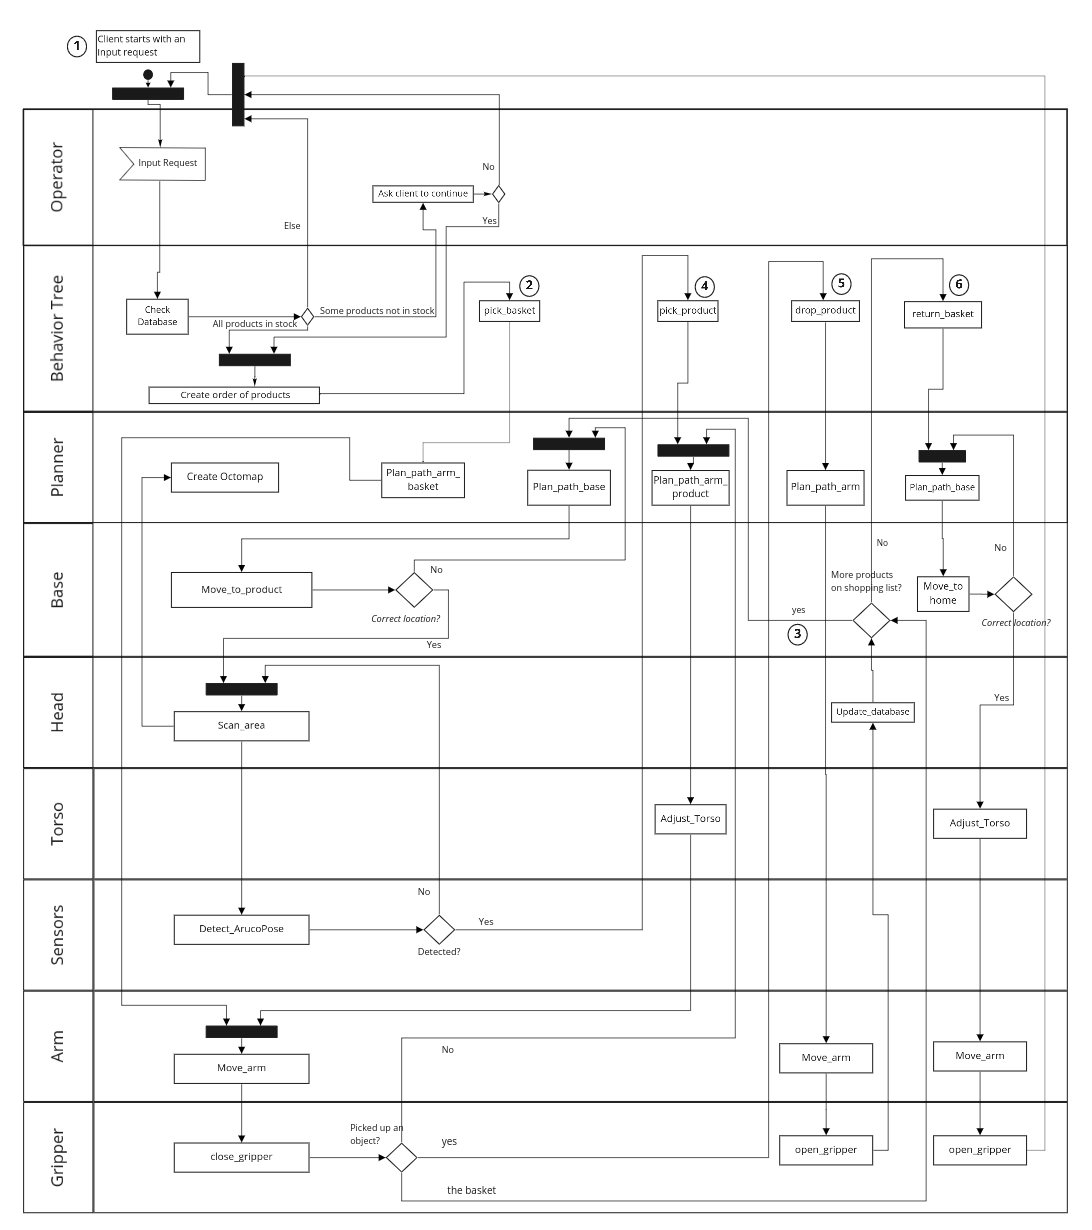 1
Client starts with an
input request
Operator
Input Request
No
Ask client to continue
Yes
Else
Behavior Tree
2
4
5
6
Check
Database
All products in stock
Some products not in stock
pick_basket
pick_product
drop_product
return_basket
Create order of products
Planner
Create Octomap
Plan_path_arm_
basket
Plan_path_base
Plan_path_arm_
product
Plan_path_arm
Plan_path_base
Base
No
No
No
Move_to_product
Correct location?
Yes
More products
on shopping list?
yes
3
Move_to
home
Correct location?
Head
Scan_area
Update_database
Yes
Torso
Adjust_Torso
Adjust_Torso
Sensors
No
Detect_ArucoPose
Yes
Detected?
Arm
Move_arm
No
Move_arm
Move_arm
Gripper
close_gripper
Picked up an
object?
yes
the basket
open_gripper
open_gripper